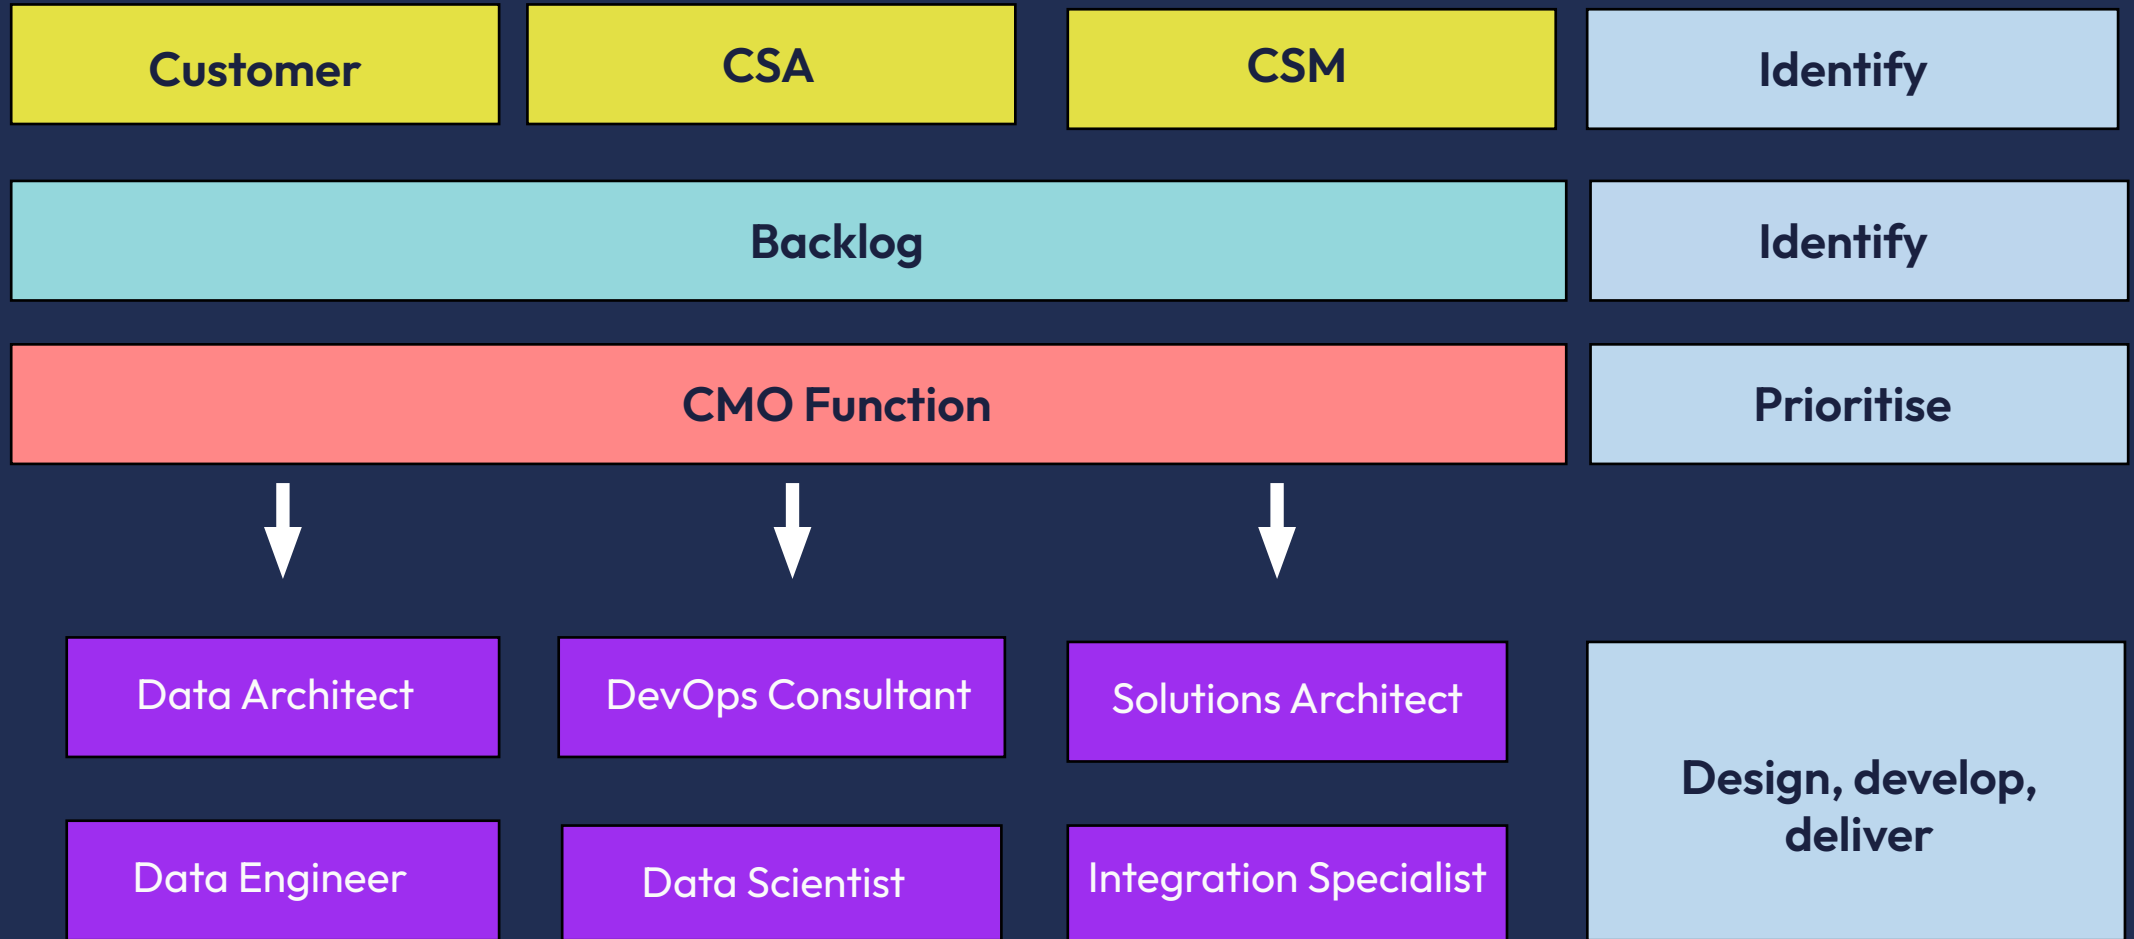 Customer
CSA
CSM
Identify
Backlog
Identify
CMO Function
Prioritise
Data Architect
DevOps Consultant
Solutions Architect
Design, develop,
deliver
Data Engineer
Data Scientist
Integration Specialist